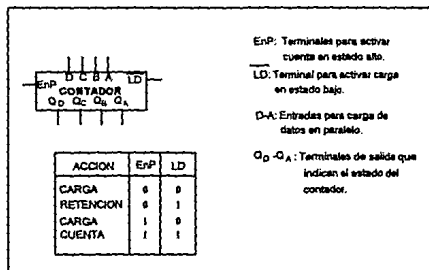 D C B A
EnP LD
CONTADOR
QD QC QB QA
EnP: Terminales para activar
cuenta en estado alto.
LD: Terminal para activar carga
en estado bajo.
D-A: Entradas para carga de
datos en paralelo.
QD -QA : Terminales de salida que
indican el estado del
contador.
ACCION EnP LD
CARGA 0 0
RETENCION 0 1
CARGA 1 0
CUENTA 1 1